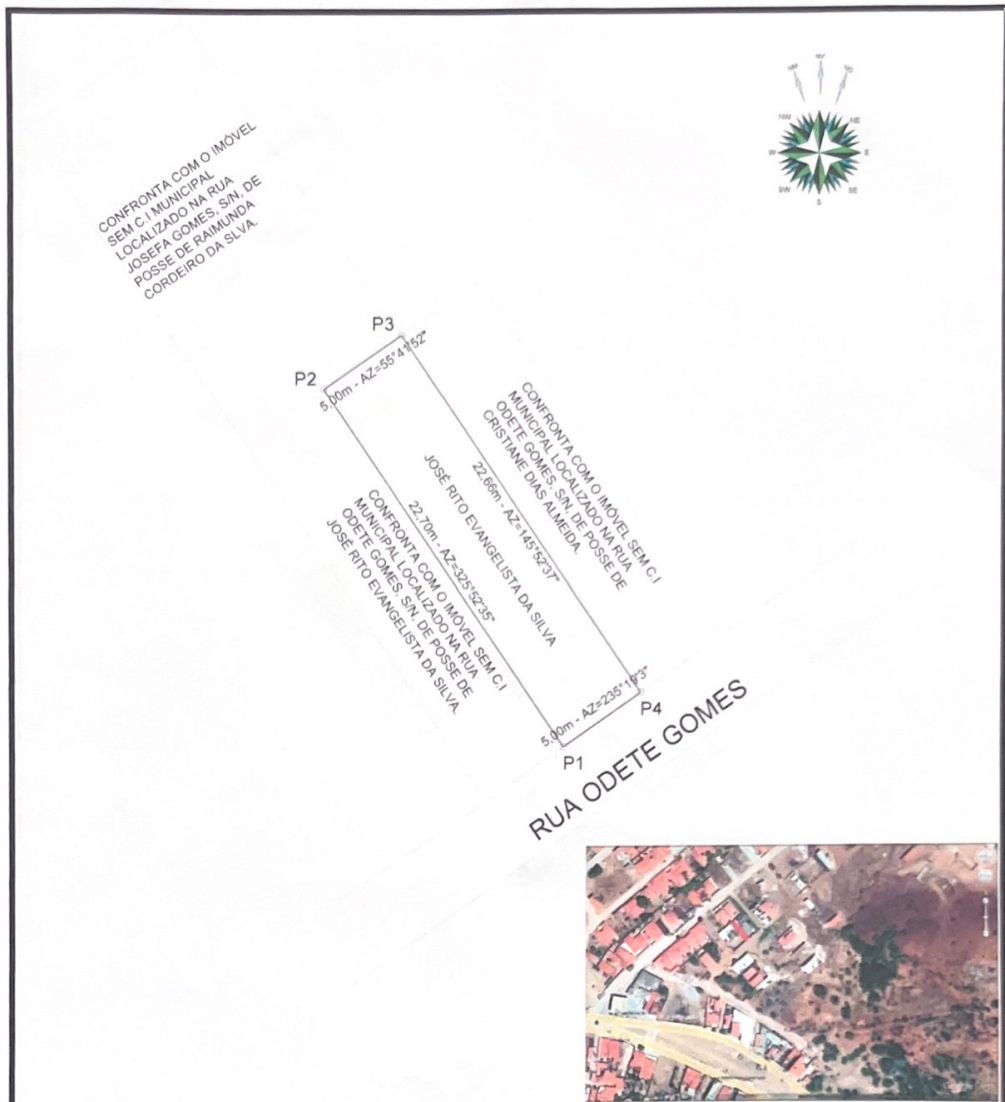 CONFRONTA COM O IMÓVEL
SEM C.I MUNICIPAL
LOCALIZADO NA RUA
JOSEFA GOMES, S/N, DE
POSSE DE RAIMUNDA
CORDEIRO DA SLVA.
NW
NE
W
E
SW
SE
S
P3
P2
5,00m - AZ=55°41'52"
CONFRONTA COM O IMÓVEL SEM C.I
MUNICIPAL LOCALIZADO NA RUA
ODETE GOMES, S/N, DE POSSE DE
CRISTIANE DIAS ALMEIDA.
22.66m - AZ=145°52'37"
JOSÉ RITO EVANGELISTA DA SILVA
22.70m - AZ=325°52'35"
CONFRONTA COM O IMÓVEL SEM C.I
MUNICIPAL LOCALIZADO NA RUA
ODETE GOMES, S/N, DE POSSE DE
JOSÉ RITO EVANGELISTA DA SILVA.
5,00m - AZ=235°19'3"
P4
P1
RUA ODETE GOMES